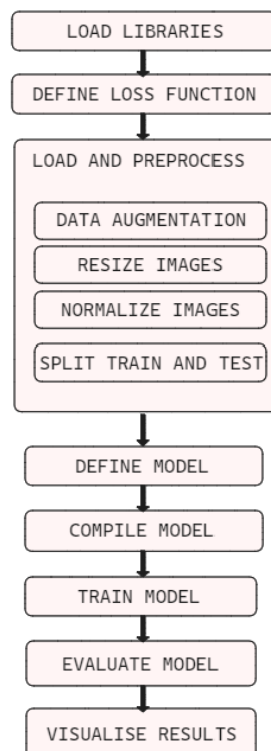 LOAD LIBRARIES
DEFINE LOSS FUNCTION
LOAD AND PREPROCESS
DATA AUGMENTATION
RESIZE IMAGES
NORMALIZE IMAGES
SPLIT TRAIN AND TEST
DEFINE MODEL
COMPILE MODEL
TRAIN MODEL
EVALUATE MODEL
VISUALISE RESULTS